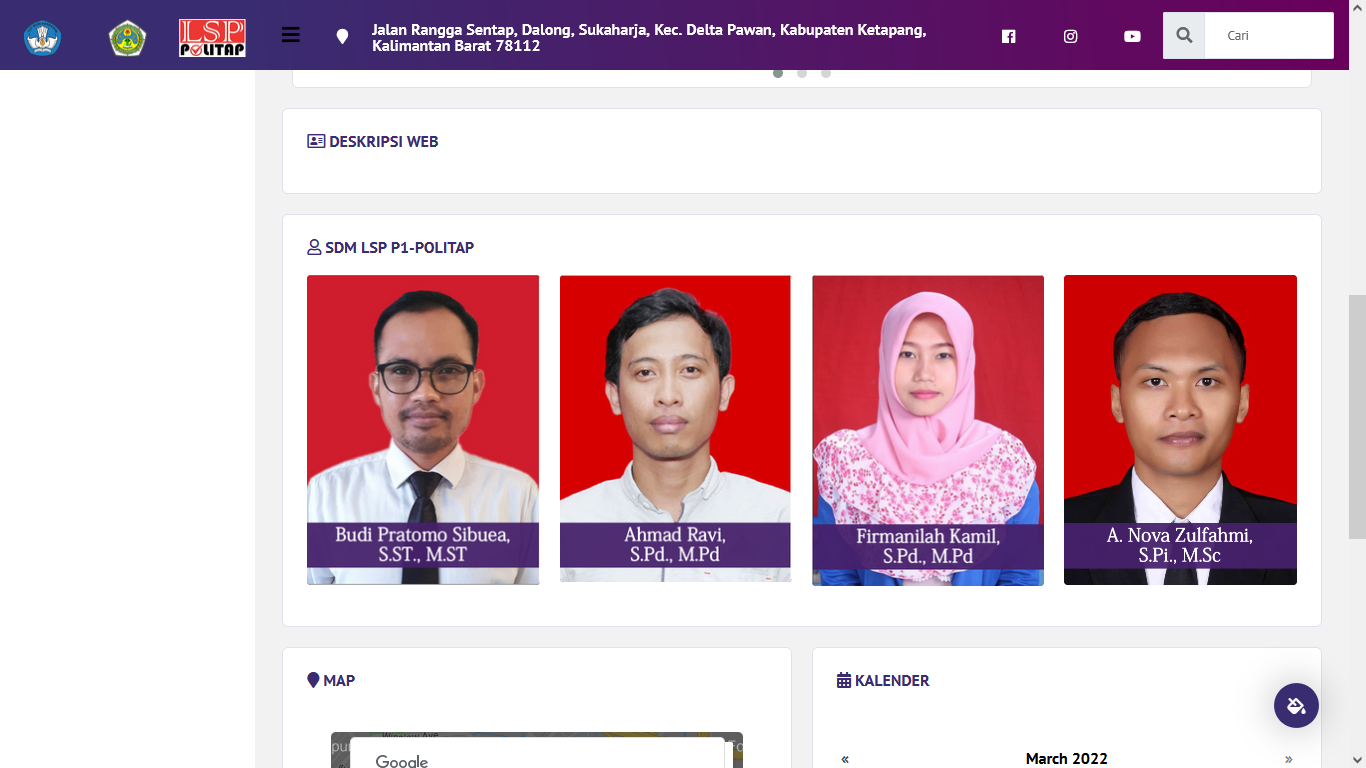 LSP
POLITAP
Jalan Rangga Sentap, Dalong, Sukaharja, Kec. Delta Pawan, Kabupaten Ketapang,
Kalimantan Barat 78112
Cari
DESKRIPSI WEB
SDM LSP P1-POLITAP
Budi Pratomo Sibuea,
S.ST., M.ST
Ahmad Ravi,
S.Pd., M.Pd
Firmanilah Kamil,
S.Pd., M.Pd
A. Nova Zulfahmi,
S.Pi., M.Sc
MAP
Google
KALENDER
« March 2022 »